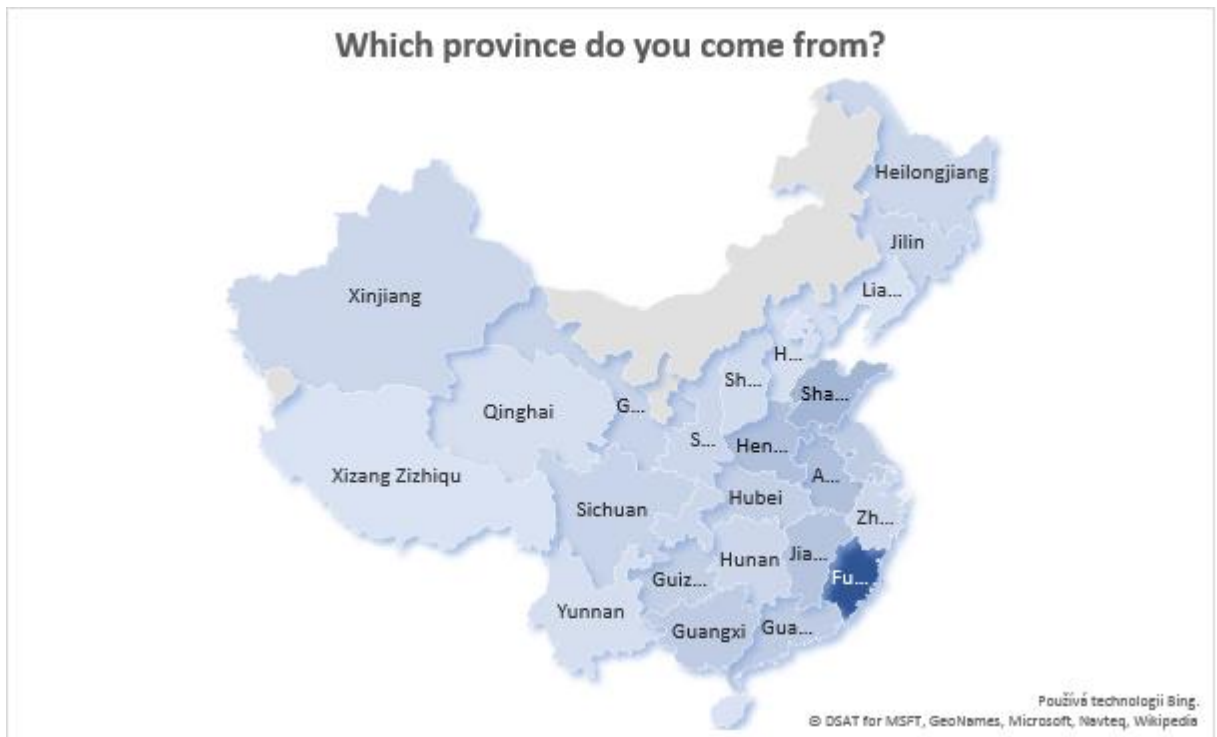 Which province do you come from?
Heilongjiang
Jilin
Lia...
Xinjiang
H...
Sh...
Sha...
G...
Qinghai
S...
Hen...
A...
Xizang Zizhiqu
Hubei
Sichuan
Zh...
Jia...
Hunan
Guiz...
Fu...
Yunnan
Guangxi
Gua...
Používá technologii Bing.
© DSAT for MSFT, GeoNames, Microsoft, Navteq, Wikipedia